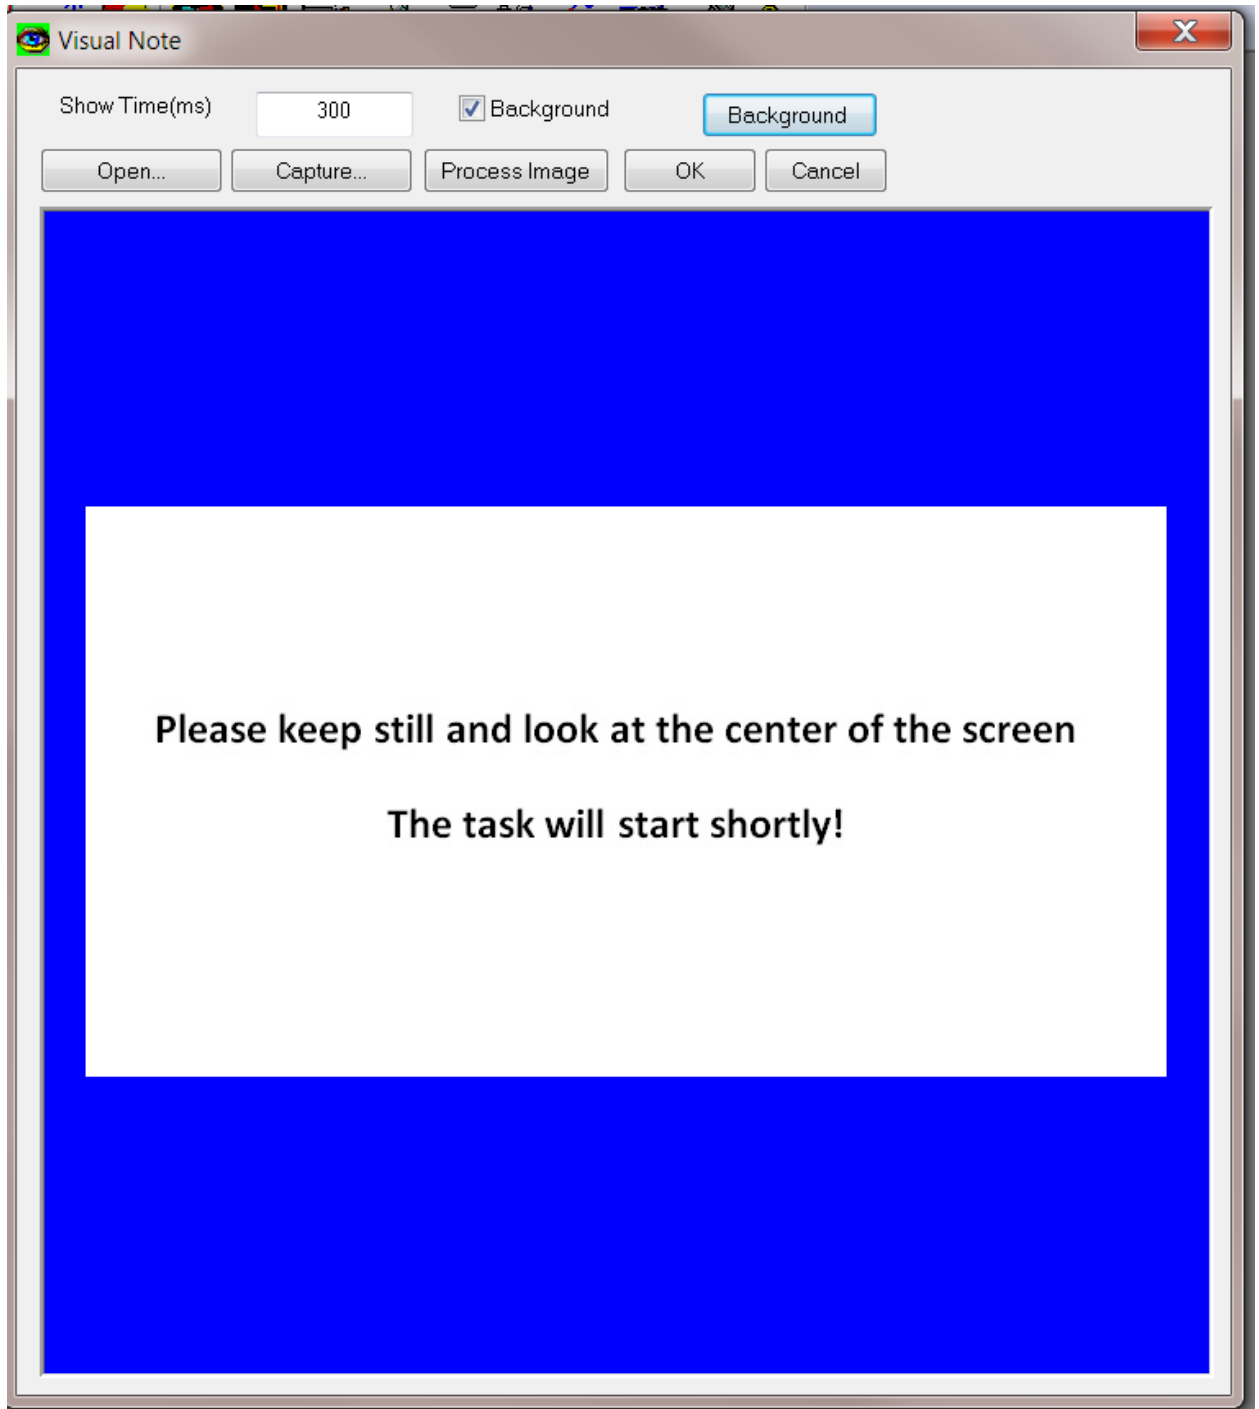 Visual Note
Show Time(ms) 300 Background Background
Open... Capture... Process Image OK Cancel
Please keep still and look at the center of the screen
The task will start shortly!